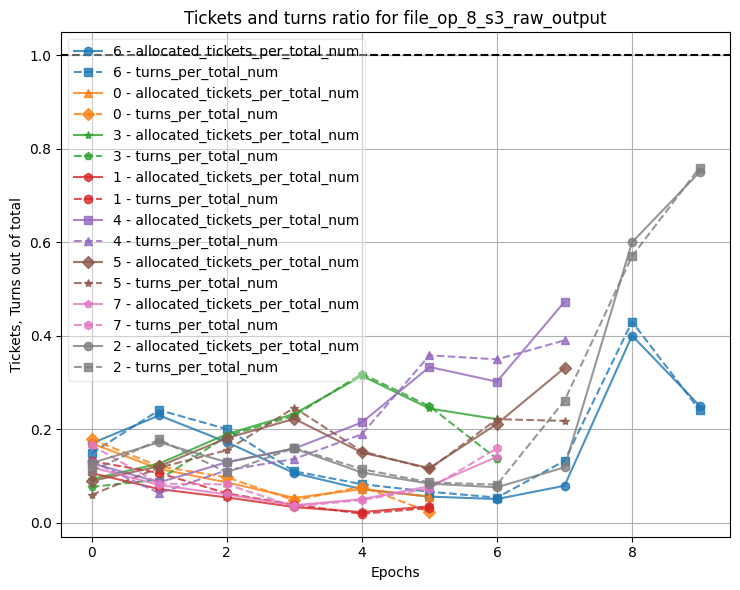 Tickets and turns ratio for file_op_8_s3_raw_output
Tickets, Turns out of total
1.0
0.8
0.6
0.4
0.2
0.0
6 - allocated_tickets_per_total_num
6 - turns_per_total_num
0 - allocated_tickets_per_total_num
0 - turns_per_total_num
3 - allocated_tickets_per_total_num
3 - turns_per_total_num
1 - allocated_tickets_per_total_num
1 - turns_per_total_num
4 - allocated_tickets_per_total_num
4 - turns_per_total_num
5 - allocated_tickets_per_total_num
5 - turns_per_total_num
7 - allocated_tickets_per_total_num
7 - turns_per_total_num
2 - allocated_tickets_per_total_num
2 - turns_per_total_num
0 2 4 6 8
Epochs